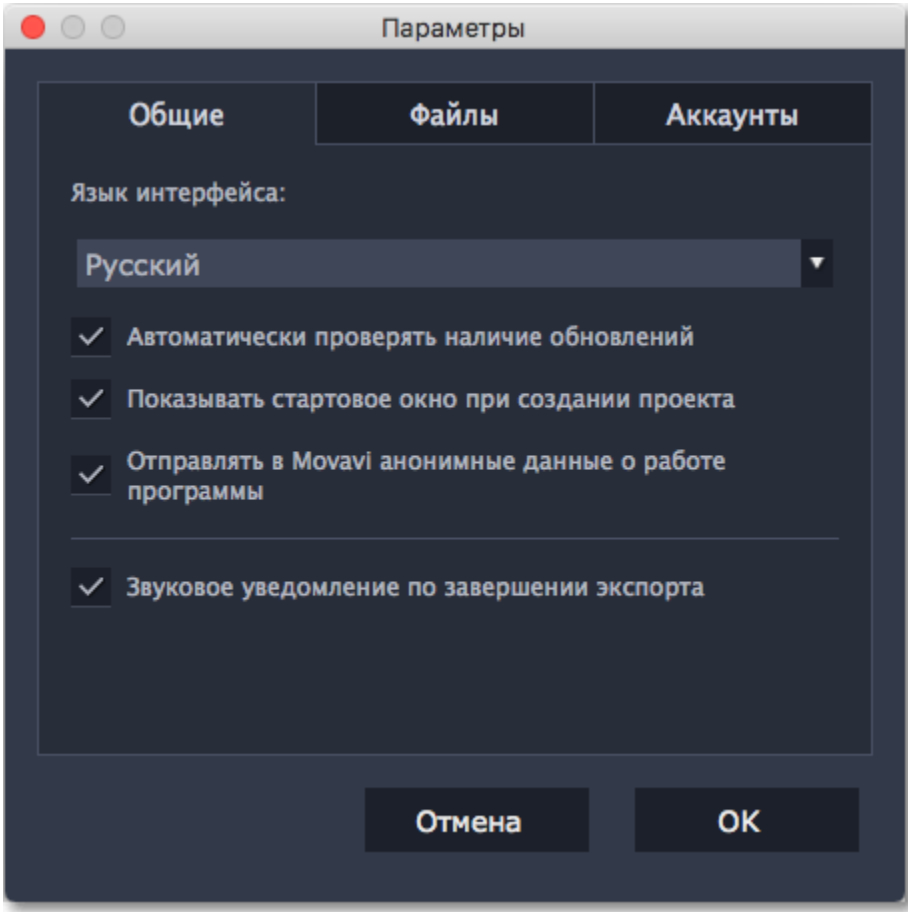 Параметры
Общие
Файлы
Аккаунты
Язык интерфейса:
Русский
Автоматически проверять наличие обновлений
Показывать стартовое окно при создании проекта
Отправлять в Movavi анонимные данные о работе
программы
Звуковое уведомление по завершении экспорта
Отмена
ОК